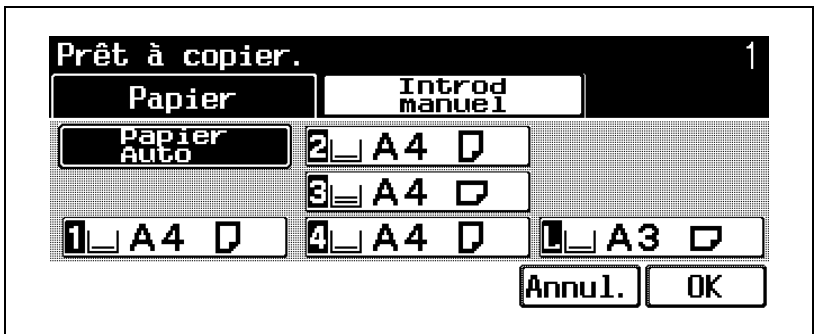 Prêt à copier. 1
Papier
Introd
manuel
Papier
Auto
2 A4
3 A4
1 A4
4 A4
L A3
Annul.
OK